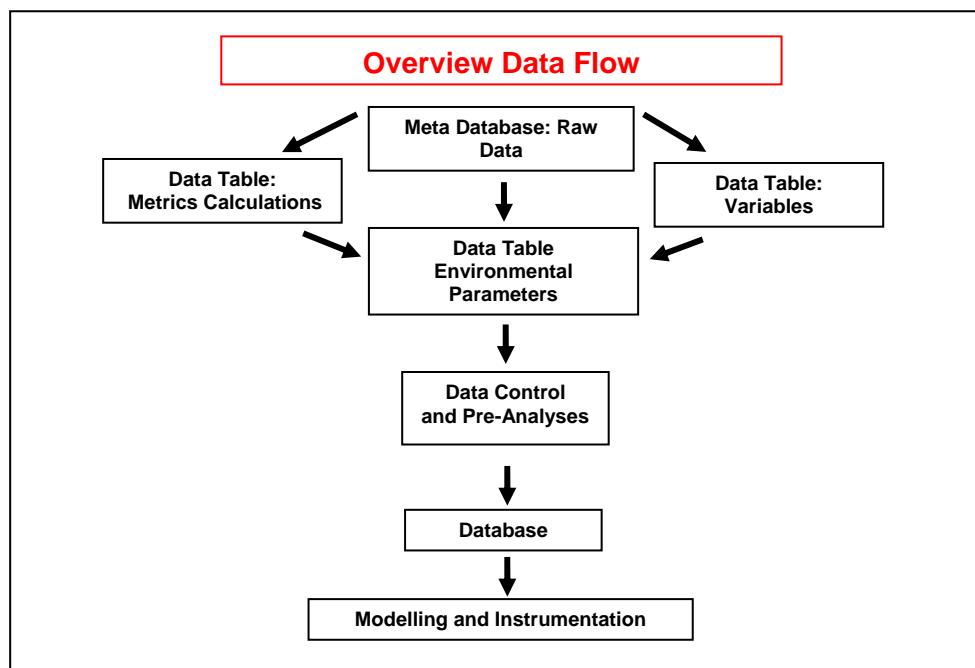 Overview Data Flow
Meta Database: Raw
Data
Data Table:
Metrics Calculations
Data Table:
Variables
Data Table
Environmental
Parameters
Data Control
and Pre-Analyses
Database
Modelling and Instrumentation